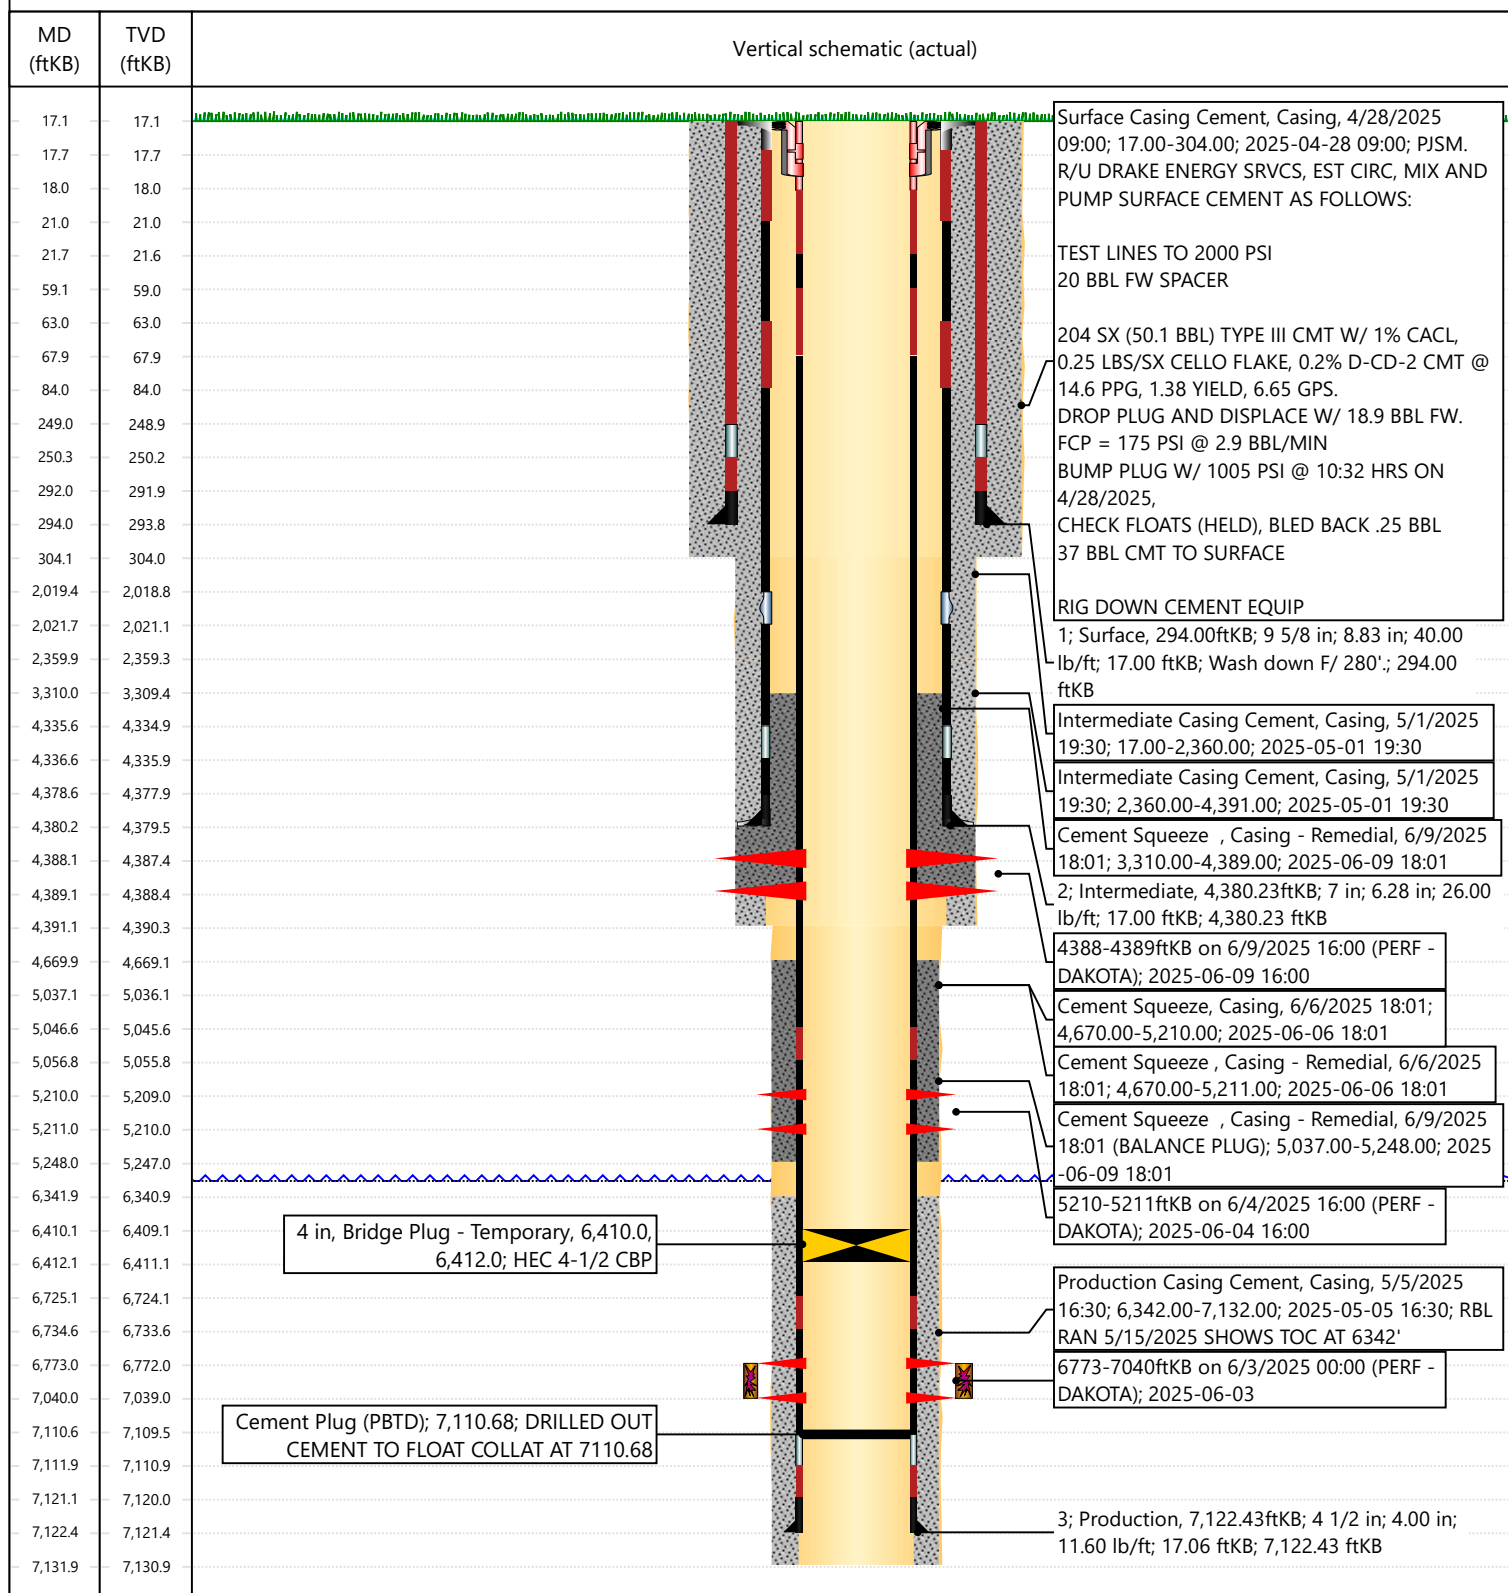 MD
(ftKB)
TVD
(ftKB)
Vertical schematic (actual)
17.1 17.1
17.7 17.7
18.0 18.0
21.0 21.0
21.7 21.6
59.1 59.0
63.0 63.0
67.9 67.9
84.0 84.0
249.0 248.9
250.3 250.2
292.0 291.9
294.0 293.8
304.1 304.0
2,019.4 2,018.8
2,021.7 2,021.1
2,359.9 2,359.3
3,310.0 3,309.4
4,335.6 4,334.9
4,336.6 4,335.9
4,378.6 4,377.9
4,380.2 4,379.5
4,388.1 4,387.4
4,389.1 4,388.4
4,391.1 4,390.3
4,669.9 4,669.1
5,037.1 5,036.1
5,046.6 5,045.6
5,056.8 5,055.8
5,210.0 5,209.0
5,211.0 5,210.0
5,248.0 5,247.0
6,341.9 6,340.9
6,410.1 6,409.1
6,412.1 6,411.1
6,725.1 6,724.1
6,734.6 6,733.6
6,773.0 6,772.0
7,040.0 7,039.0
7,110.6 7,109.5
7,111.9 7,110.9
7,121.1 7,120.0
7,122.4 7,121.4
7,131.9 7,130.9
4 in, Bridge Plug - Temporary, 6,410.0,
6,412.0; HEC 4-1/2 CBP
Cement Plug (PBTD); 7,110.68; DRILLED OUT
CEMENT TO FLOAT COLLAT AT 7110.68
Surface Casing Cement, Casing, 4/28/2025
09:00; 17.00-304.00; 2025-04-28 09:00; PJSM.
R/U DRAKE ENERGY SRVCS, EST CIRC, MIX AND
PUMP SURFACE CEMENT AS FOLLOWS:
TEST LINES TO 2000 PSI
20 BBL FW SPACER
204 SX (50.1 BBL) TYPE III CMT W/ 1% CACL,
0.25 LBS/SX CELLO FLAKE, 0.2% D-CD-2 CMT @
14.6 PPG, 1.38 YIELD, 6.65 GPS.
DROP PLUG AND DISPLACE W/ 18.9 BBL FW.
FCP = 175 PSI @ 2.9 BBL/MIN
BUMP PLUG W/ 1005 PSI @ 10:32 HRS ON
4/28/2025,
CHECK FLOATS (HELD), BLED BACK .25 BBL
37 BBL CMT TO SURFACE
RIG DOWN CEMENT EQUIP
1; Surface, 294.00ftKB; 9 5/8 in; 8.83 in; 40.00
lb/ft; 17.00 ftKB; Wash down F/ 280'.; 294.00
ftKB
Intermediate Casing Cement, Casing, 5/1/2025
19:30; 17.00-2,360.00; 2025-05-01 19:30
Intermediate Casing Cement, Casing, 5/1/2025
19:30; 2,360.00-4,391.00; 2025-05-01 19:30
Cement Squeeze , Casing - Remedial, 6/9/2025
18:01; 3,310.00-4,389.00; 2025-06-09 18:01
2; Intermediate, 4,380.23ftKB; 7 in; 6.28 in; 26.00
lb/ft; 17.00 ftKB; 4,380.23 ftKB
4388-4389ftKB on 6/9/2025 16:00 (PERF -
DAKOTA); 2025-06-09 16:00
Cement Squeeze, Casing, 6/6/2025 18:01;
4,670.00-5,210.00; 2025-06-06 18:01
Cement Squeeze , Casing - Remedial, 6/6/2025
18:01; 4,670.00-5,211.00; 2025-06-06 18:01
Cement Squeeze , Casing - Remedial, 6/9/2025
18:01 (BALANCE PLUG); 5,037.00-5,248.00; 2025
-06-09 18:01
5210-5211ftKB on 6/4/2025 16:00 (PERF -
DAKOTA); 2025-06-04 16:00
Production Casing Cement, Casing, 5/5/2025
16:30; 6,342.00-7,132.00; 2025-05-05 16:30; RBL
RAN 5/15/2025 SHOWS TOC AT 6342'
6773-7040ftKB on 6/3/2025 00:00 (PERF -
DAKOTA); 2025-06-03
3; Production, 7,122.43ftKB; 4 1/2 in; 4.00 in;
11.60 lb/ft; 17.06 ftKB; 7,122.43 ftKB